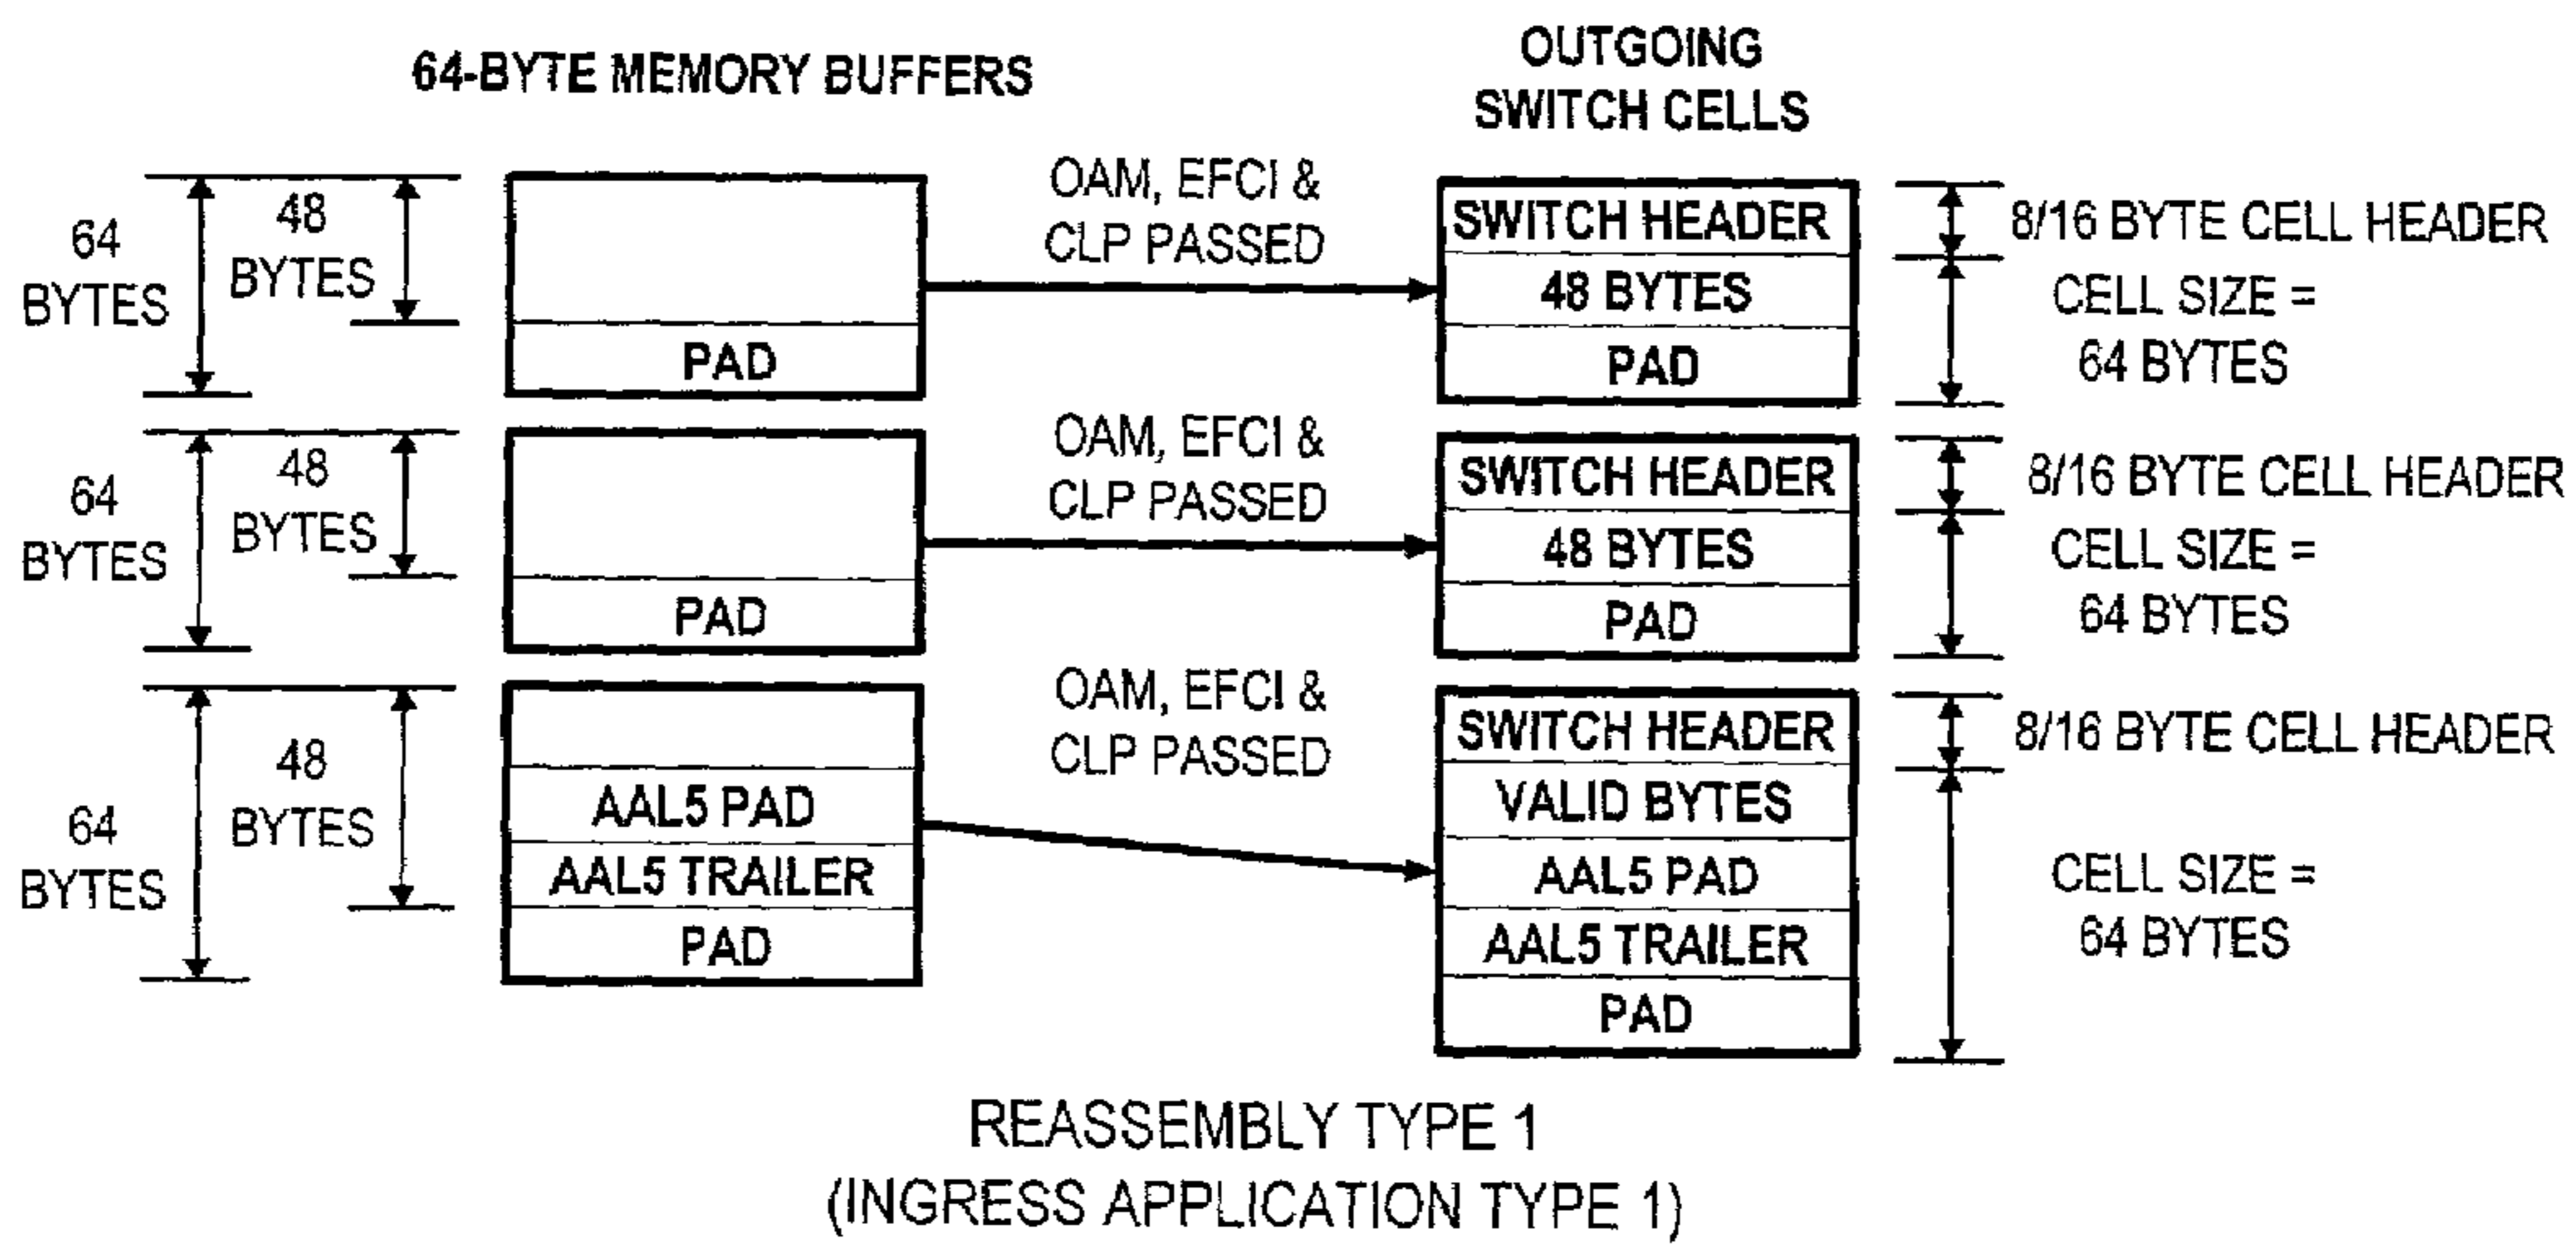 64-BYTE MEMORY BUFFERS
OUTGOING
SWITCH CELLS
64
BYTES
48
BYTES
PAD
OAM, EFCI &
CLP PASSED
SWITCH HEADER
48 BYTES
PAD
8/16 BYTE CELL HEADER
CELL SIZE =
64 BYTES
64
BYTES
48
BYTES
PAD
OAM, EFCI &
CLP PASSED
SWITCH HEADER
48 BYTES
PAD
8/16 BYTE CELL HEADER
CELL SIZE =
64 BYTES
64
BYTES
48
BYTES
AAL5 PAD
AAL5 TRAILER
PAD
OAM, EFCI &
CLP PASSED
SWITCH HEADER
VALID BYTES
AAL5 PAD
AAL5 TRAILER
PAD
8/16 BYTE CELL HEADER
CELL SIZE =
64 BYTES
REASSEMBLY TYPE 1
(INGRESS APPLICATION TYPE 1)